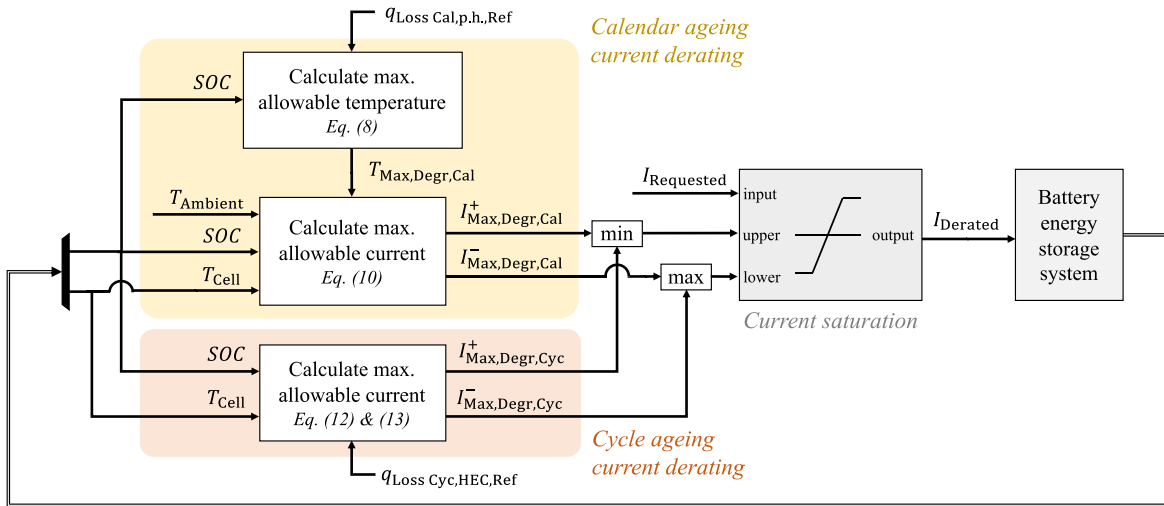 q_Loss Cal,p.h.,Ref
Calendar ageing
current derating
SOC
Calculate max.
allowable temperature
Eq. (8)
T_Max,Degr,Cal
T_Ambient
SOC
T_Cell
Calculate max.
allowable current
Eq. (10)
I^+_Max,Degr,Cal
I^-_Max,Degr,Cal
min
max
I_Requested
input
upper
lower
output
Current saturation
I_Derated
Battery
energy
storage
system
SOC
T_Cell
Calculate max.
allowable current
Eq. (12) & (13)
I^+_Max,Degr,Cyc
I^-_Max,Degr,Cyc
Cycle ageing
current derating
q_Loss Cyc,HEC,Ref